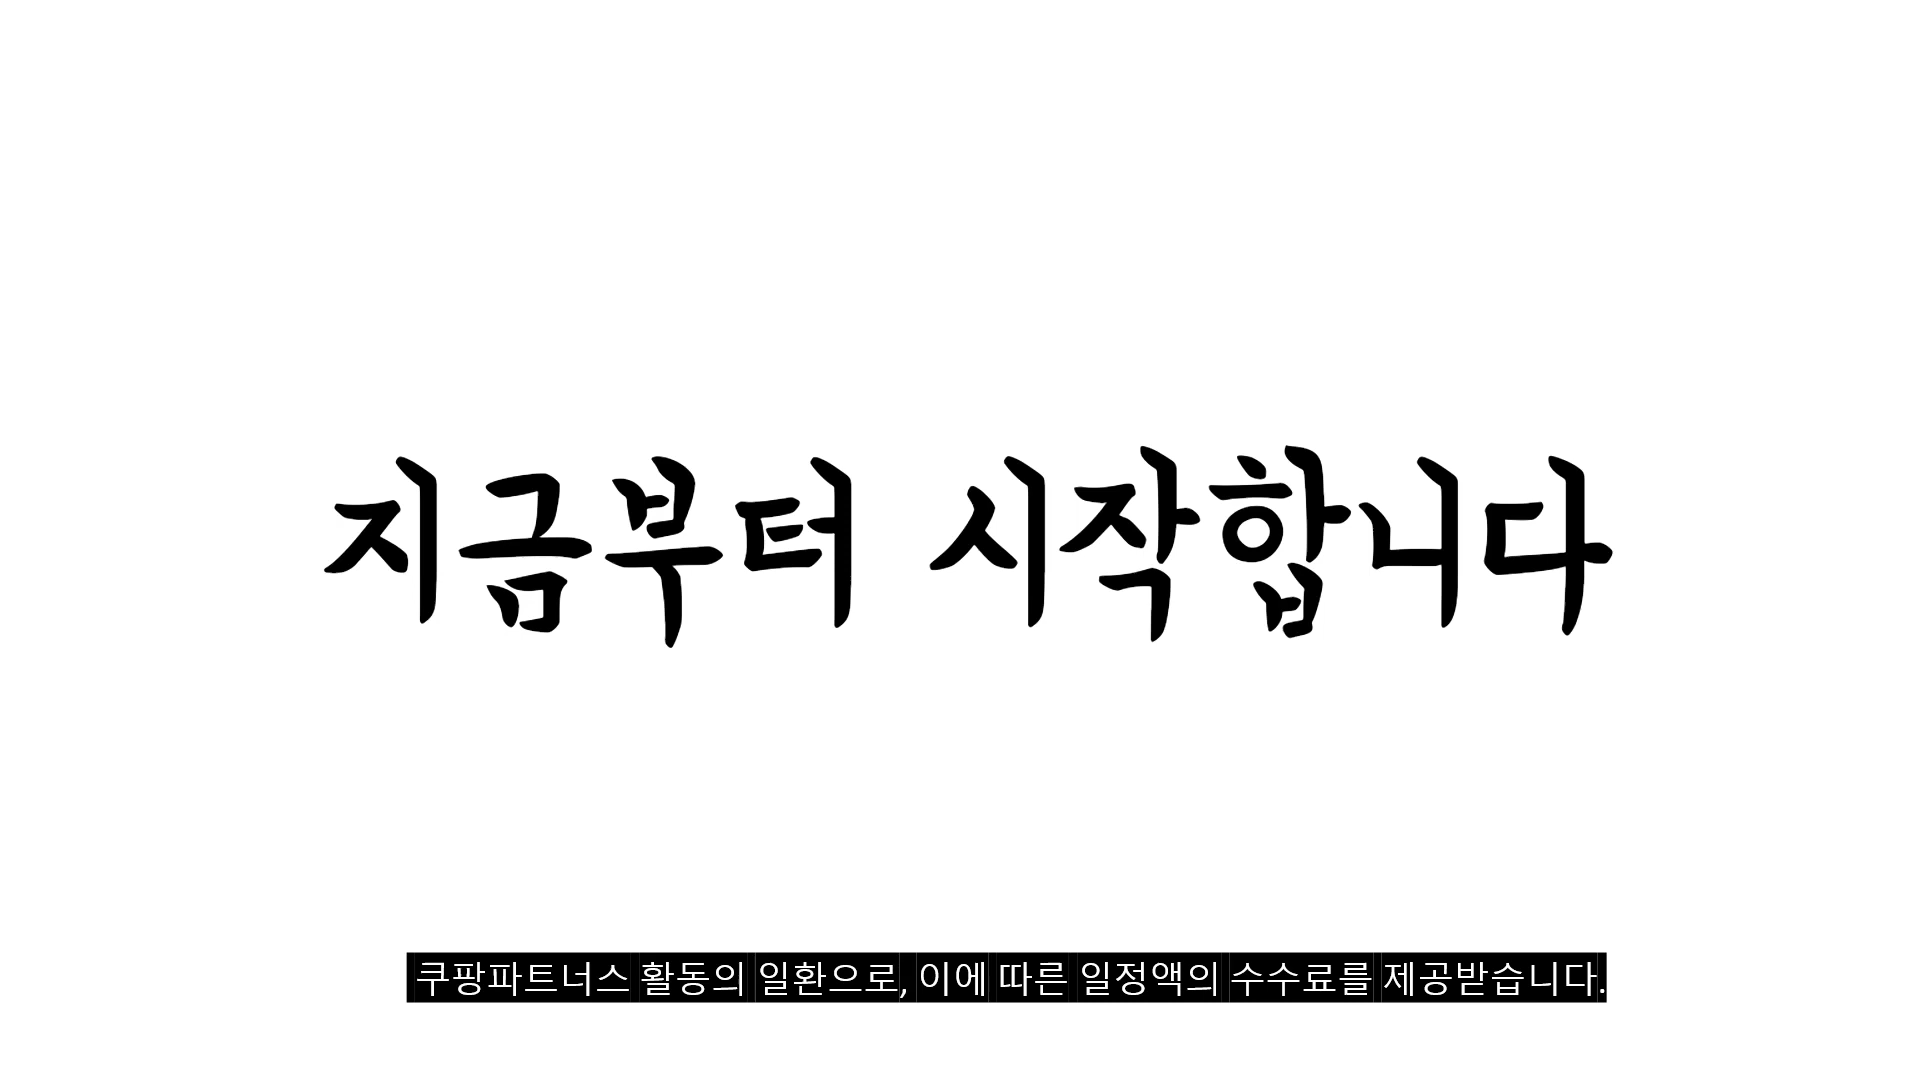 지금부터 시작합니다
쿠팡파트너스 활동의 일환으로, 이에 따른 일정액의 수수료를 제공받습니다.